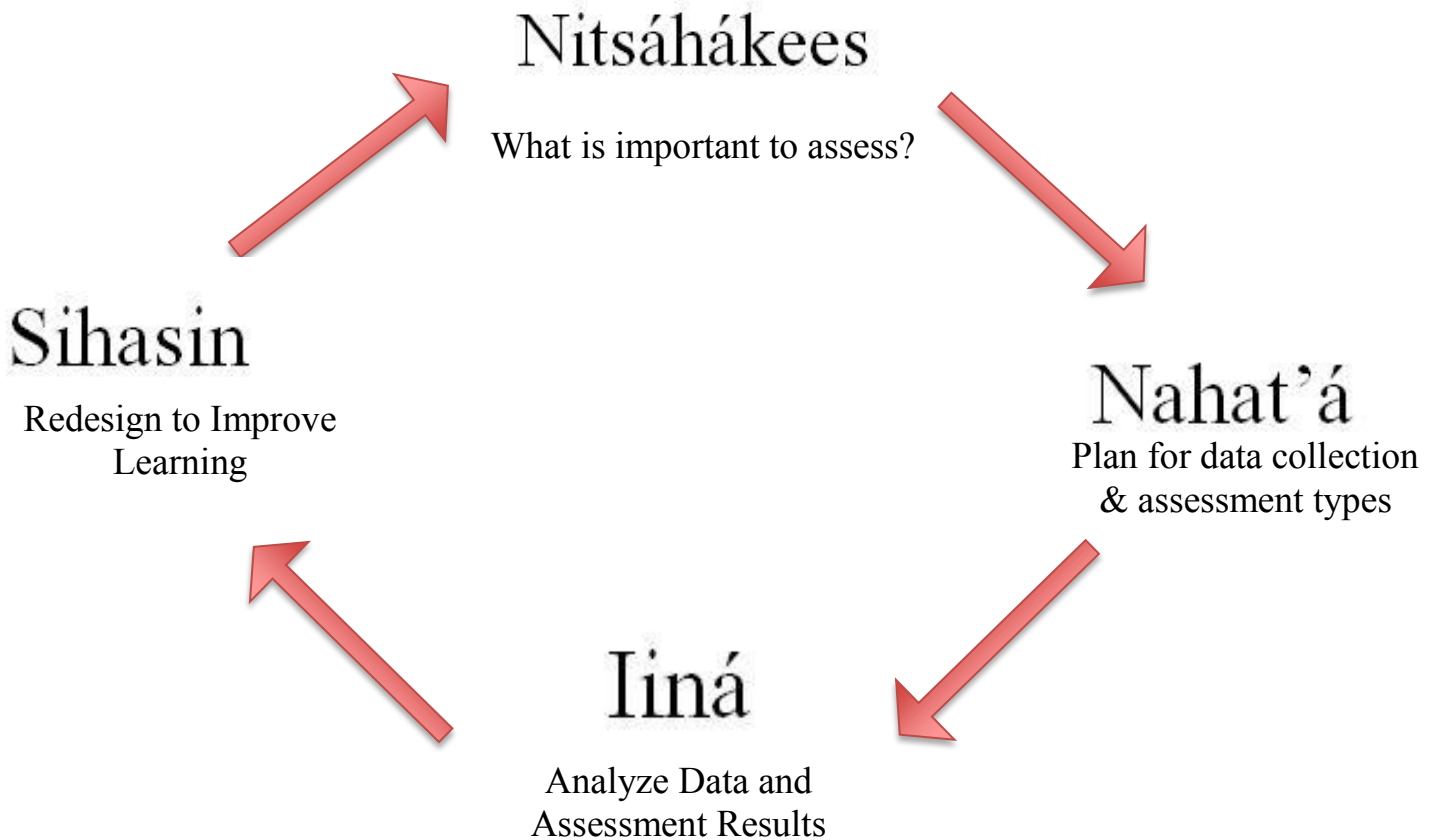 Nitsáhákees
What is important to assess?
Sihasin
Redesign to Improve
Learning
Nahat’á
Plan for data collection
& assessment types
Iiná
Analyze Data and
Assessment Results